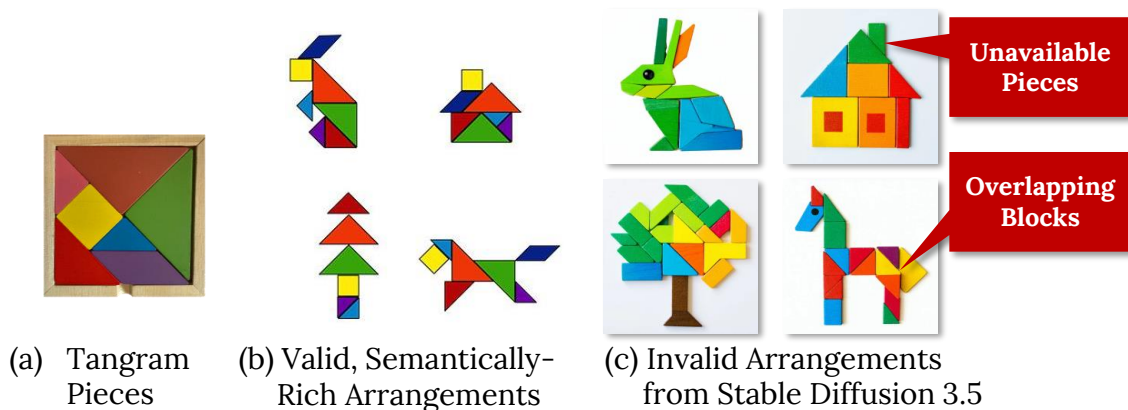 Unavailable
Pieces
Overlapping
Blocks
(a) Tangram
Pieces
(b) Valid, Semantically-
Rich Arrangements
(c) Invalid Arrangements
from Stable Diffusion 3.5